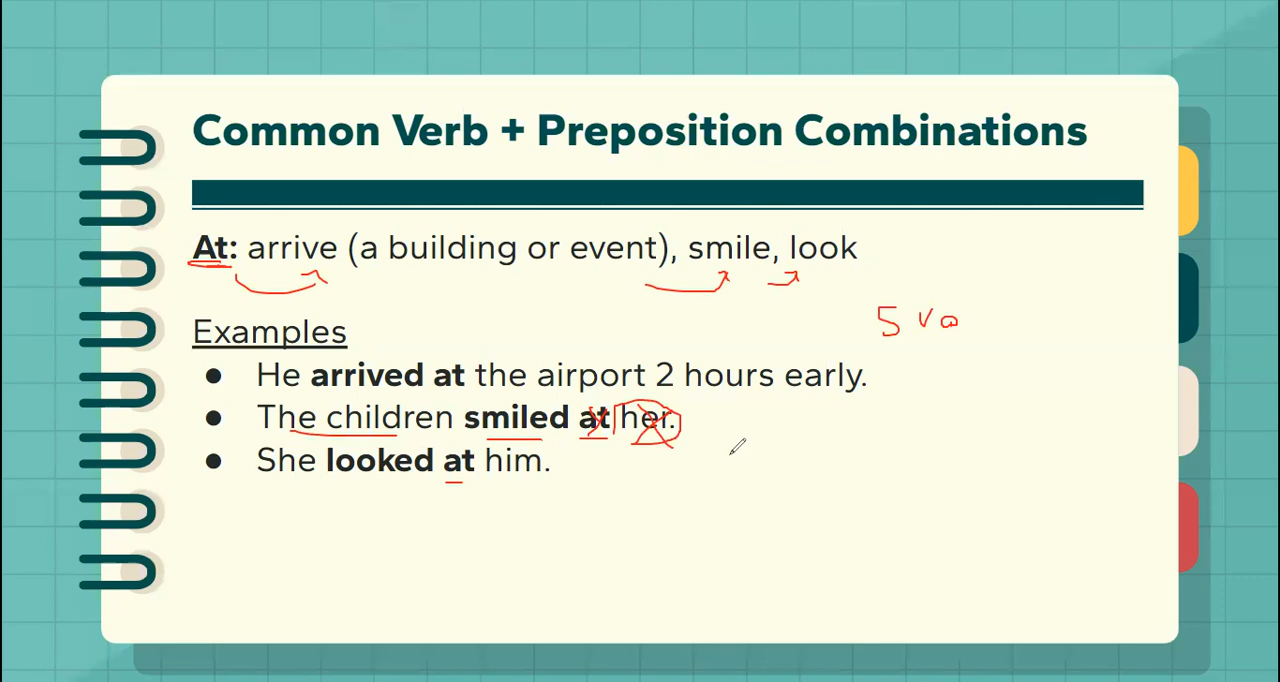 Common Verb + Preposition Combinations
At: arrive (a building or event), smile, look
5 v o
Examples
● He arrived at the airport 2 hours early.
● The children smiled at her.
● She looked at him.